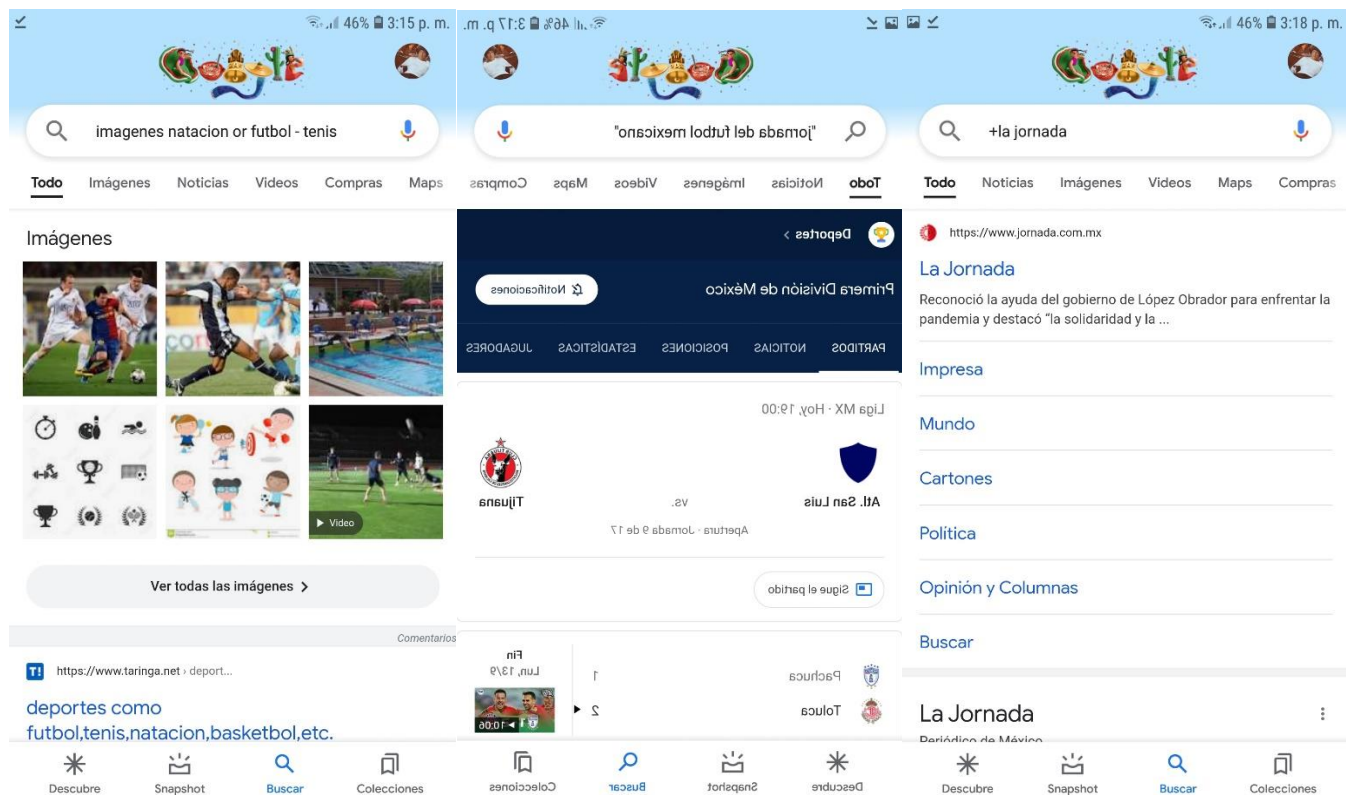 46% 3:15 p. m.
imagenes natacion or futbol - tenis
Todo Imágenes Noticias Videos Compras Maps
Imágenes
Video
Ver todas las imágenes
Comentarios
T!
https://www.taringa.net › deport...
deportes como
futbol,tenis,natacion,basketbol,etc.
Descubre Snapshot Buscar Colecciones
46% 3:17 p. m.
"jornada del futbol mexicano"
Todo Noticias Imágenes Videos Maps Compras
Deportes
Primera División de México
Notificaciones
PARTIDOS NOTICIAS POSICIONES ESTADÍSTICAS JUGADORES
Liga MX · Hoy, 19:00
Atl. San Luis vs. Tijuana
Apertura · Jornada 9 de 17
Sigue el partido
Pachuca 1
Toluca 2
Fin
Lun, 13/9
10:06
Descubre Snapshot Buscar Colecciones
46% 3:18 p. m.
+la jornada
Todo Noticias Imágenes Videos Maps Compras
https://www.jornada.com.mx
La Jornada
Reconoció la ayuda del gobierno de López Obrador para enfrentar la
pandemia y destacó “la solidaridad y la ...
Impresa
Mundo
Cartones
Política
Opinión y Columnas
Buscar
La Jornada
Periódico de México
Descubre Snapshot Buscar Colecciones